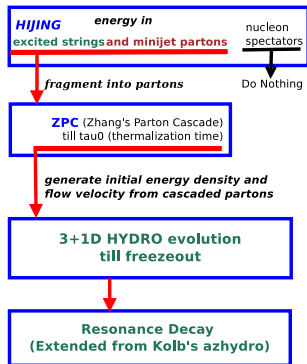 HIJING
energy in
excited strings and minijet partons
nucleon
spectators
fragment into partons
Do Nothing
ZPC (Zhang's Parton Cascade)
till tau0 (thermalization time)
generate initial energy density and
flow velocity from cascaded partons
3+1D HYDRO evolution
till freezeout
Resonance Decay
(Extended from Kolb's azhydro)